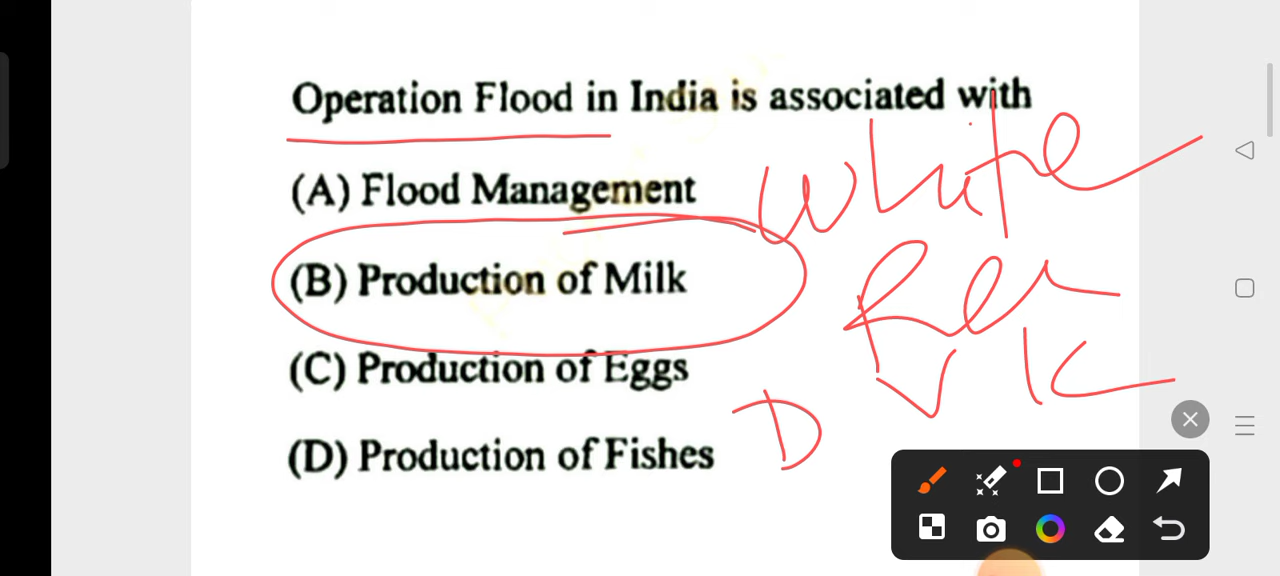 Operation Flood in India is associated with
(A) Flood Management
White
(B) Production of Milk
Rev
(C) Production of Eggs
V K
D
(D) Production of Fishes